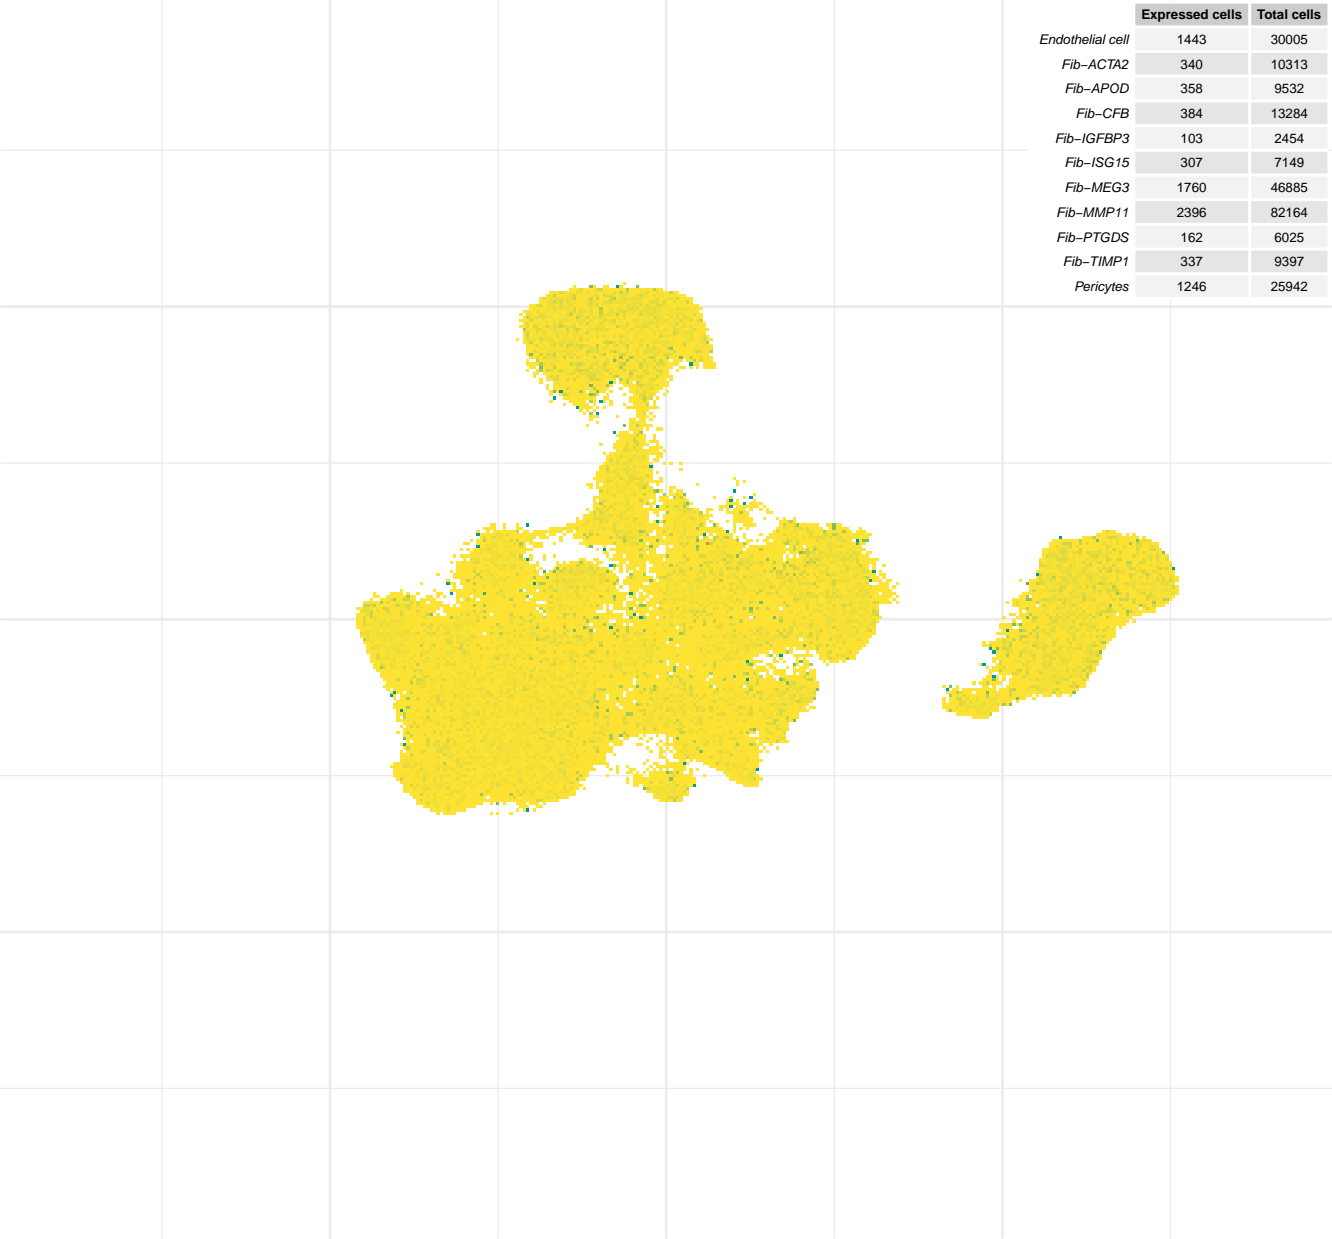 Expressed cells Total cells
Endothelial cell 1443 30005
Fib−ACTA2 340 10313
Fib−APOD 358 9532
Fib−CFB 384 13284
Fib−IGFBP3 103 2454
Fib−ISG15 307 7149
Fib−MEG3 1760 46885
Fib−MMP11 2396 82164
Fib−PTGDS 162 6025
Fib−TIMP1 337 9397
Pericytes 1246 25942